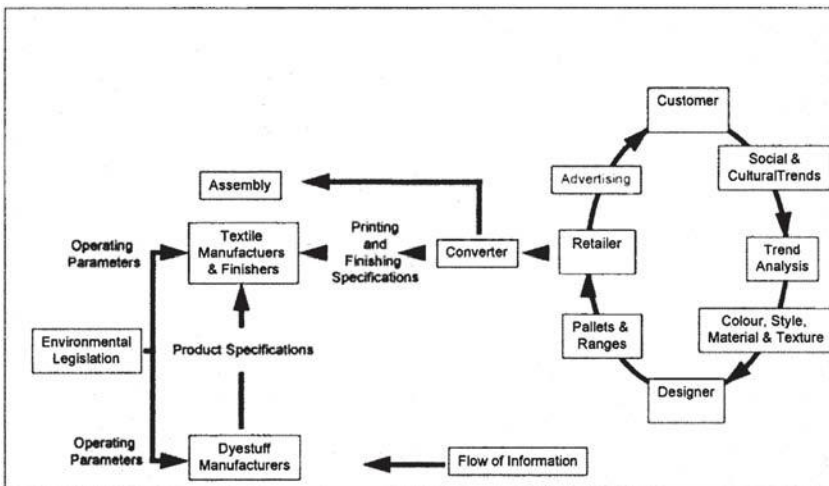 Customer
Social &
CulturalTrends
Advertising
Assembly
Operating
Parameters
Textile
Manufactuers
& Finishers
Printing
and
Finishing
Specifications
Converter
Retailer
Trend
Analysis
Environmental
Legislation
Product Specifications
Pallets &
Ranges
Colour, Style,
Material & Texture
Designer
Operating
Parameters
Dyestuff
Manufacturers
Flow of Information